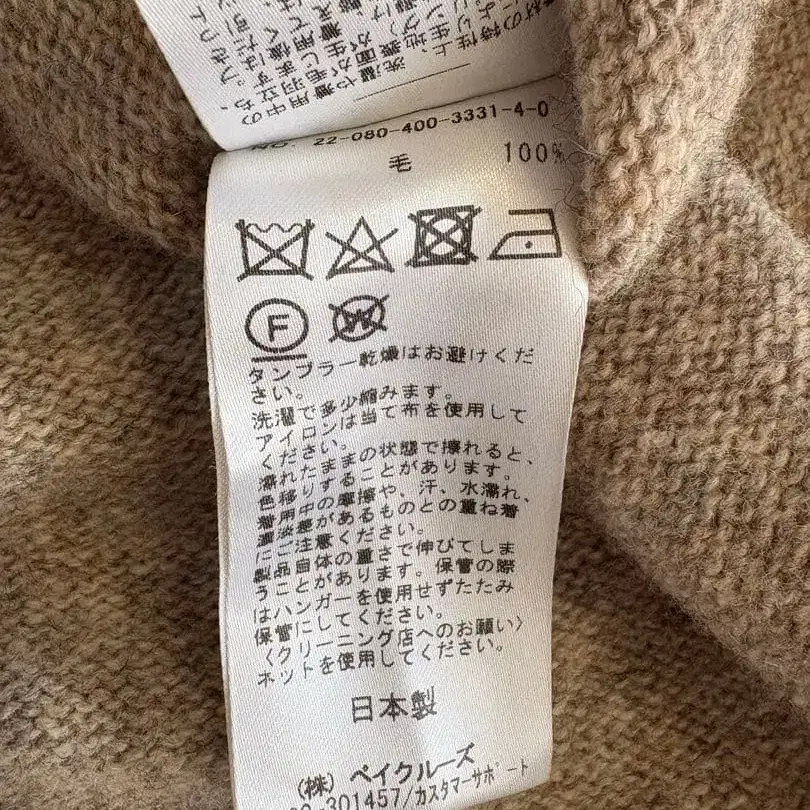 NO. 22-080-400-3331-4-0
毛 100%
F
W
タンブラー乾燥はお避けくだ
さい。
洗濯で多少縮みます。
アイロンは当て布を使用して
ください。
濡れたままの状態で擦れると、
色移りすることがあります。
着用中の摩擦や、汗、水濡れ、
濃淡差があるものとの重ね着
にご注意ください。
製品自体の重さで伸びてしま
うことがあります。保管の際
はハンガーを使用せずたたみ
保管にしてください。
〈クリーニング店へのお願い〉
ネットを使用してください。
日本製
(株) ベイクルーズ
-301457/カスタマーサポート